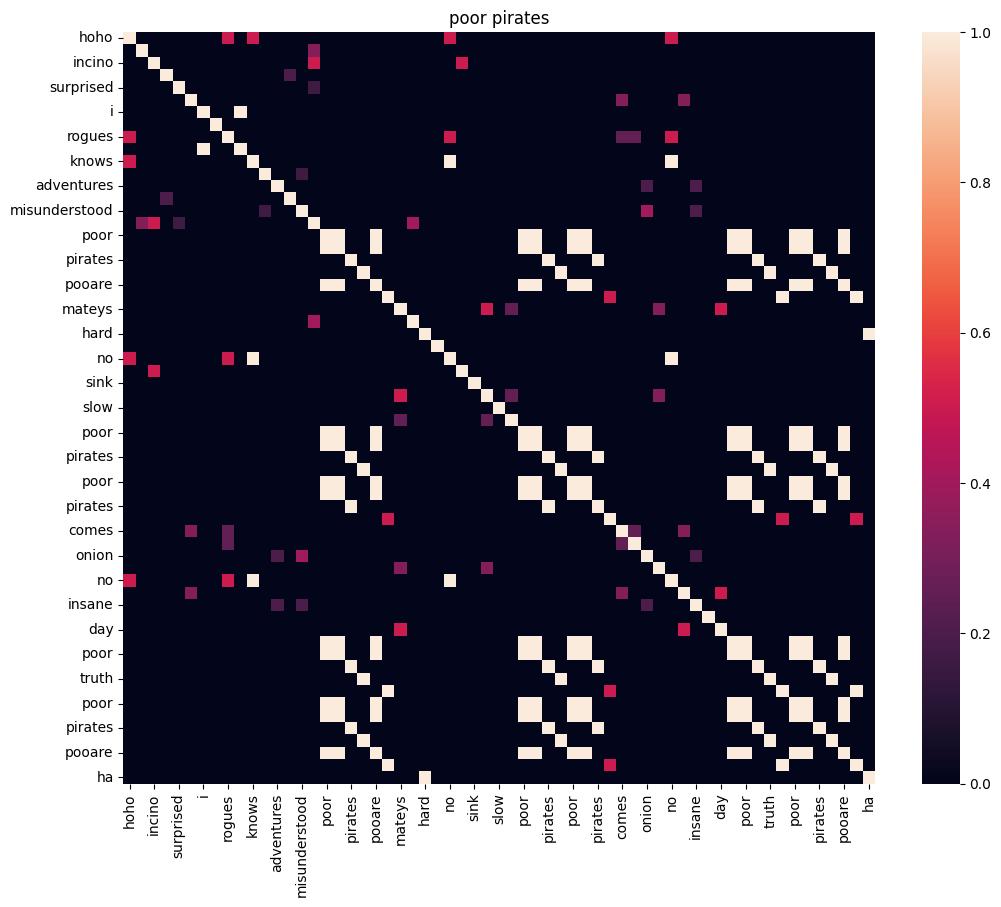 poor pirates
hoho
incino
surprised
i
rogues
knows
adventures
misunderstood
poor
pirates
pooare
mateys
hard
no
sink
slow
poor
pirates
poor
pirates
comes
onion
no
insane
day
poor
truth
poor
pirates
pooare
ha
hoho
incino
surprised
i
rogues
knows
adventures
misunderstood
poor
pirates
pooare
mateys
hard
no
sink
slow
poor
pirates
poor
pirates
comes
onion
no
insane
day
poor
truth
poor
pirates
pooare
ha
1.0
0.8
0.6
0.4
0.2
0.0